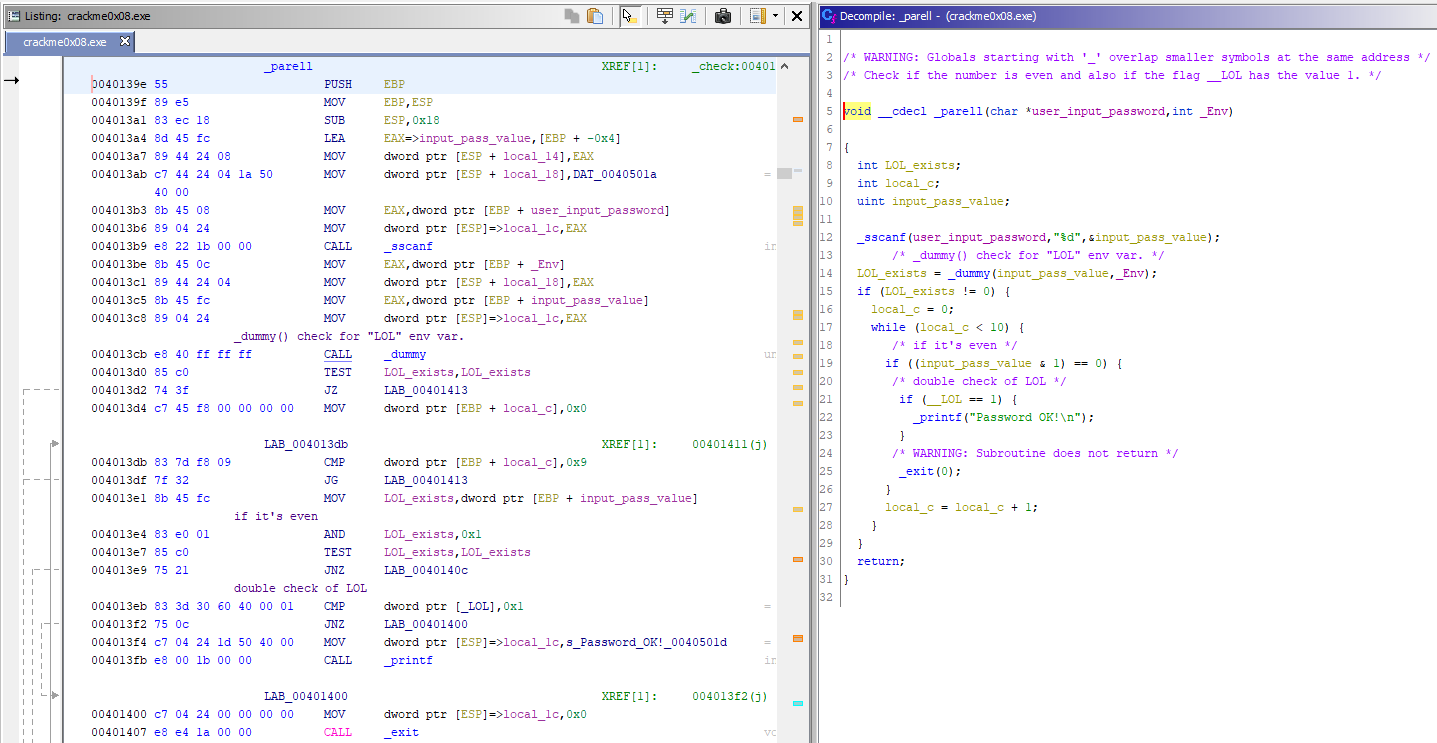 Listing: crackme0x08.exe
crackme0x08.exe
_parell XREF[1]: _check:00401
0040139e 55 PUSH EBP
0040139f 89 e5 MOV EBP,ESP
004013a1 83 ec 18 SUB ESP,0x18
004013a4 8d 45 fc LEA EAX=>input_pass_value,[EBP + -0x4]
004013a7 89 44 24 08 MOV dword ptr [ESP + local_14],EAX
004013ab c7 44 24 04 1a 50 MOV dword ptr [ESP + local_18],DAT_0040501a =
40 00
004013b3 8b 45 08 MOV EAX,dword ptr [EBP + user_input_password]
004013b6 89 04 24 MOV dword ptr [ESP]=>local_1c,EAX
004013b9 e8 22 1b 00 00 CALL _sscanf in
004013be 8b 45 0c MOV EAX,dword ptr [EBP + _Env]
004013c1 89 44 24 04 MOV dword ptr [ESP + local_18],EAX
004013c5 8b 45 fc MOV EAX,dword ptr [EBP + input_pass_value]
004013c8 89 04 24 MOV dword ptr [ESP]=>local_1c,EAX
_dummy() check for "LOL" env var.
004013cb e8 40 ff ff ff CALL _dummy un
004013d0 85 c0 TEST LOL_exists,LOL_exists
004013d2 74 3f JZ LAB_00401413
004013d4 c7 45 f8 00 00 00 00 MOV dword ptr [EBP + local_c],0x0
LAB_004013db XREF[1]: 00401411(j)
004013db 83 7d f8 09 CMP dword ptr [EBP + local_c],0x9
004013df 7f 32 JG LAB_00401413
004013e1 8b 45 fc MOV LOL_exists,dword ptr [EBP + input_pass_value]
if it's even
004013e4 83 e0 01 AND LOL_exists,0x1
004013e7 85 c0 TEST LOL_exists,LOL_exists
004013e9 75 21 JNZ LAB_0040140c
double check of LOL
004013eb 83 3d 30 60 40 00 01 CMP dword ptr [_LOL],0x1 =
004013f2 75 0c JNZ LAB_00401400
004013f4 c7 04 24 1d 50 40 00 MOV dword ptr [ESP]=>local_1c,s_Password_OK!_0040501d =
004013fb e8 00 1b 00 00 CALL _printf in
LAB_00401400 XREF[1]: 004013f2(j)
00401400 c7 04 24 00 00 00 00 MOV dword ptr [ESP]=>local_1c,0x0
00401407 e8 e4 1a 00 00 CALL _exit vo
Decompile: _parell - (crackme0x08.exe)
1
2 /* WARNING: Globals starting with '_' overlap smaller symbols at the same address */
3 /* Check if the number is even and also if the flag __LOL has the value 1. */
4
5 void __cdecl _parell(char *user_input_password,int _Env)
6
7 {
8 int LOL_exists;
9 int local_c;
10 uint input_pass_value;
11
12 _sscanf(user_input_password,"%d",&input_pass_value);
13 /* _dummy() check for "LOL" env var. */
14 LOL_exists = _dummy(input_pass_value,_Env);
15 if (LOL_exists != 0) {
16 local_c = 0;
17 while (local_c < 10) {
18 /* if it's even */
19 if ((input_pass_value & 1) == 0) {
20 /* double check of LOL */
21 if (__LOL == 1) {
22 _printf("Password OK!\n");
23 }
24 /* WARNING: Subroutine does not return */
25 _exit(0);
26 }
27 local_c = local_c + 1;
28 }
29 }
30 return;
31 }
32